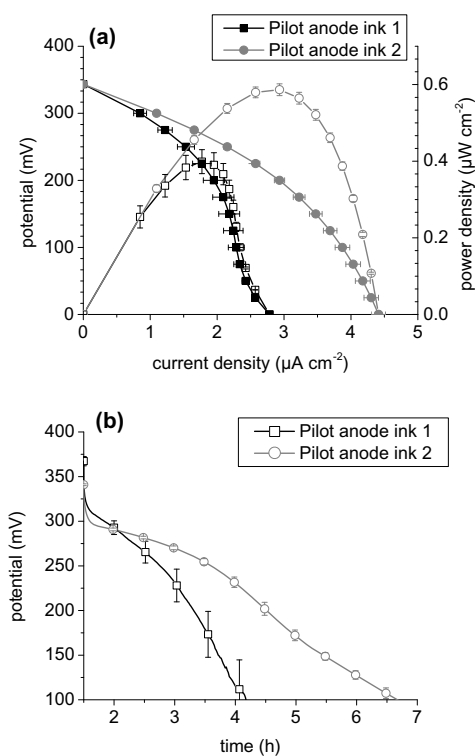 (a)
Pilot anode ink 1
Pilot anode ink 2
400
300
200
100
0
potential (mV)
0.6
0.4
0.2
0.0
power density (µW cm-2)
0 1 2 3 4 5
current density (µA cm-2)
(b)
Pilot anode ink 1
Pilot anode ink 2
400
350
300
250
200
150
100
potential (mV)
2 3 4 5 6 7
time (h)